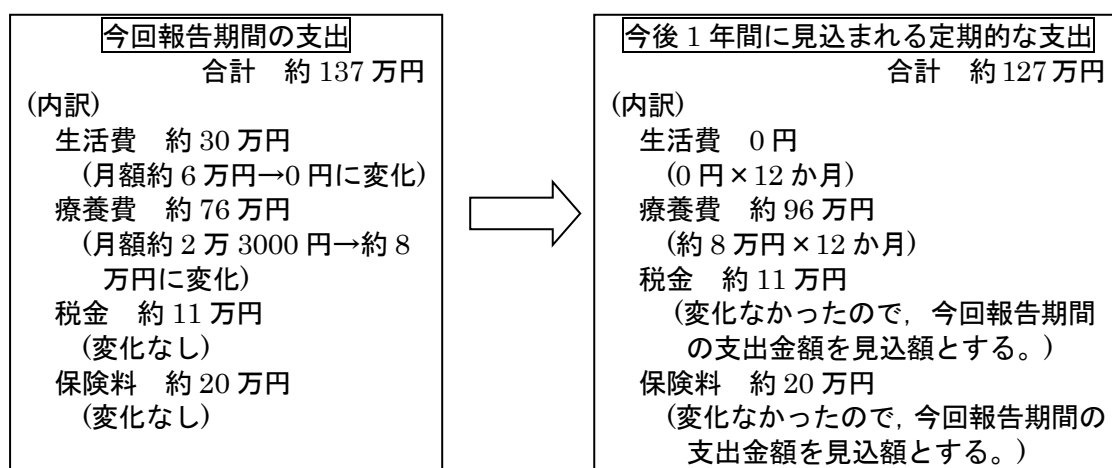 今回報告期間の支出
合計　約 137 万円
(内訳)
生活費　約 30 万円
(月額約 6 万円→0 円に変化)
療養費　約 76 万円
(月額約 2 万 3000 円→約 8
万円に変化)
税金　約 11 万円
(変化なし)
保険料　約 20 万円
(変化なし)
今後 1 年間に見込まれる定期的な支出
合計　約 127 万円
(内訳)
生活費　0 円
(0 円×12 か月)
療養費　約 96 万円
(約 8 万円×12 か月)
税金　約 11 万円
(変化なかったので，今回報告期間
の支出金額を見込額とする。)
保険料　約 20 万円
(変化なかったので，今回報告期間の
支出金額を見込額とする。)